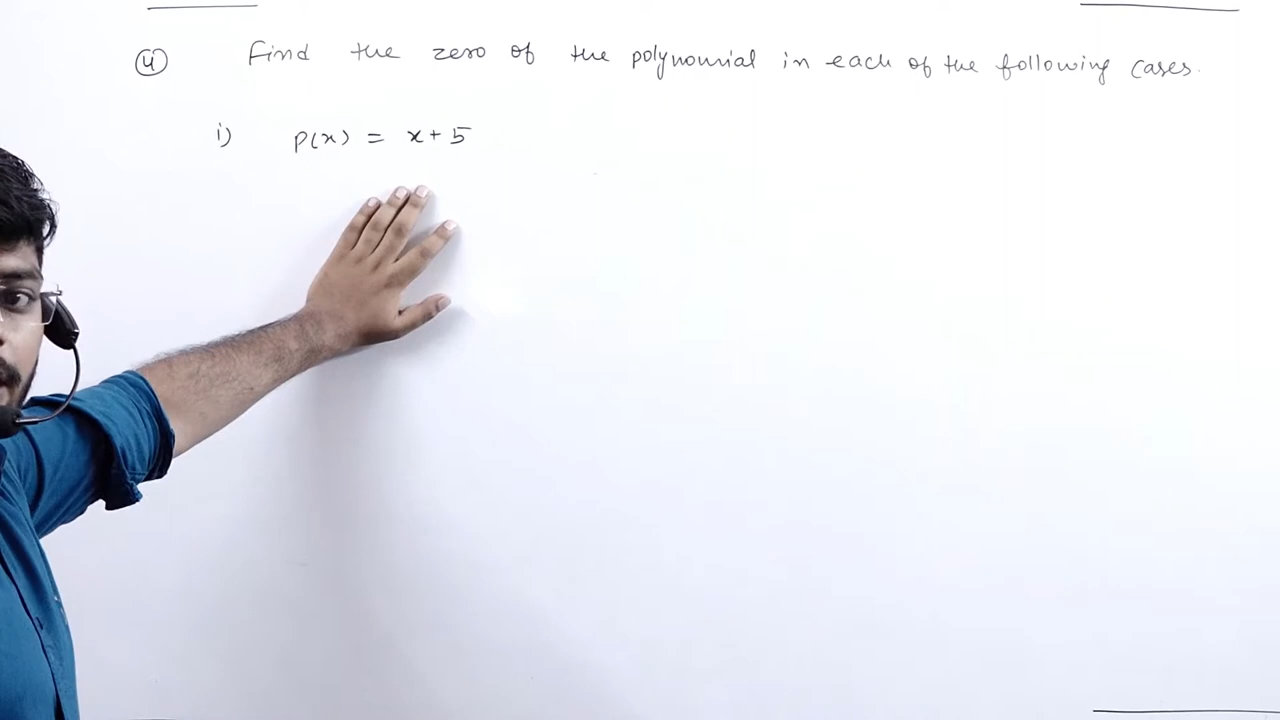 4 Find the zero of the polynomial in each of the following cases.
i) p(x) = x + 5